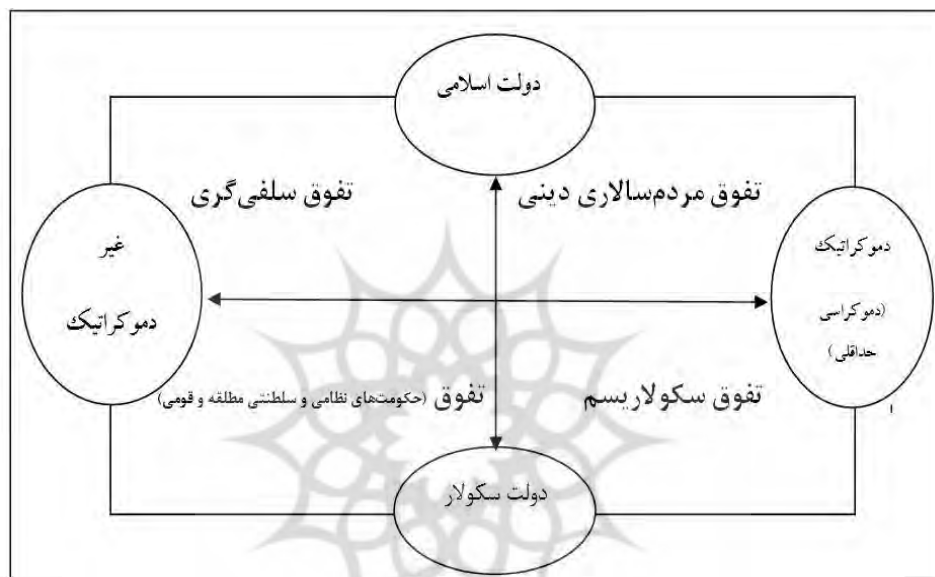 دولت اسلامی
تفوق مردم‌سالاری دینی
تفوق سلفی‌گری
دموکراتیک
(دموکراسی
حداقلی)
غیر
دموکراتیک
تفوق سکولاریسم
تفوق (حکومت‌های نظامی و سلطنتی مطلقه و قومی)
دولت سکولار